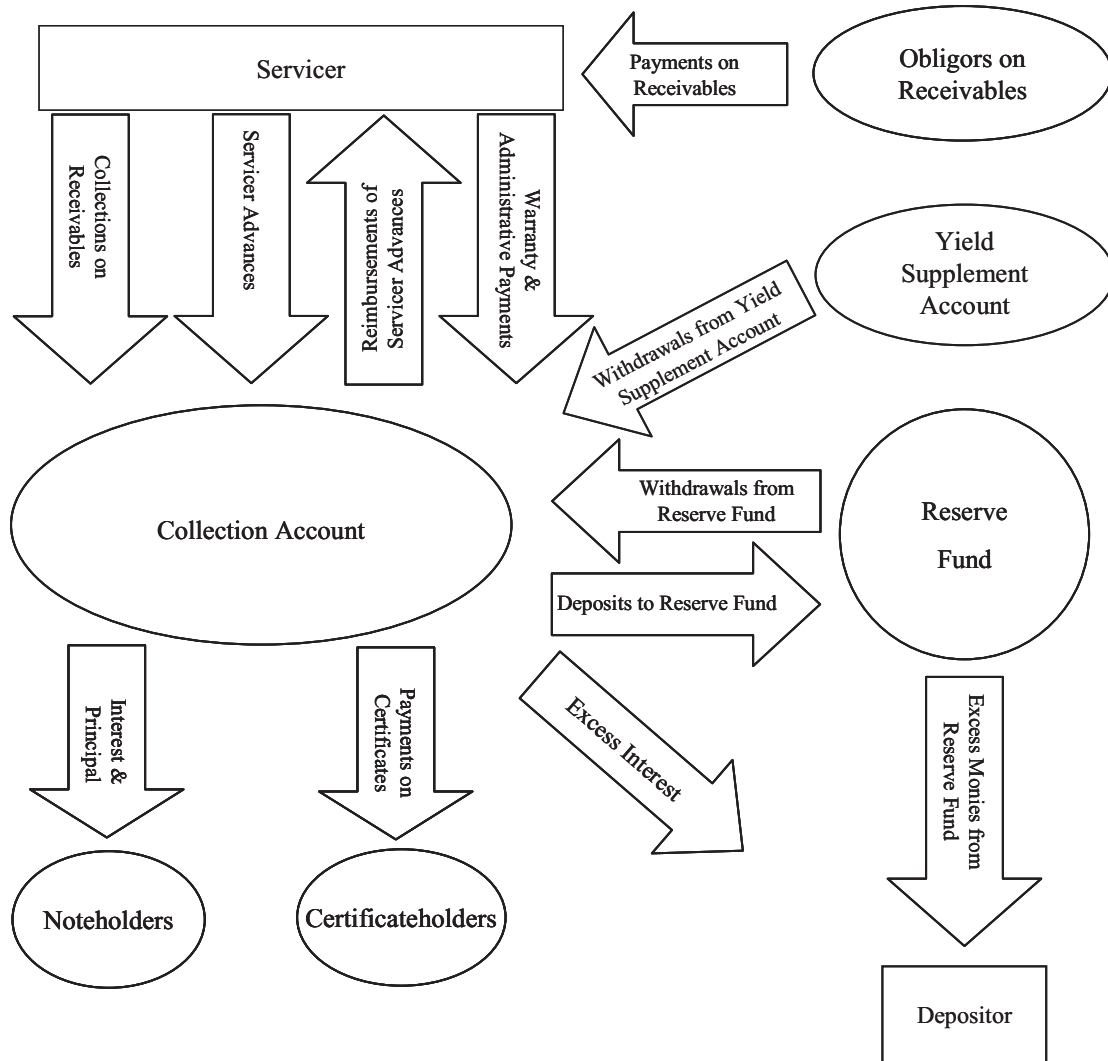 Servicer
Payments on
Receivables
Obligors on
Receivables
Collections on
Receivables
Servicer Advances
Reimbursements of
Servicer Advances
Warranty &
Administrative Payments
Yield
Supplement
Account
Withdrawals from Yield
Supplement Account
Collection Account
Withdrawals from
Reserve Fund
Reserve
Fund
Deposits to Reserve Fund
Interest &
Principal
Payments on
Certificates
Excess Interest
Excess Monies from
Reserve Fund
Noteholders
Certificateholders
Depositor